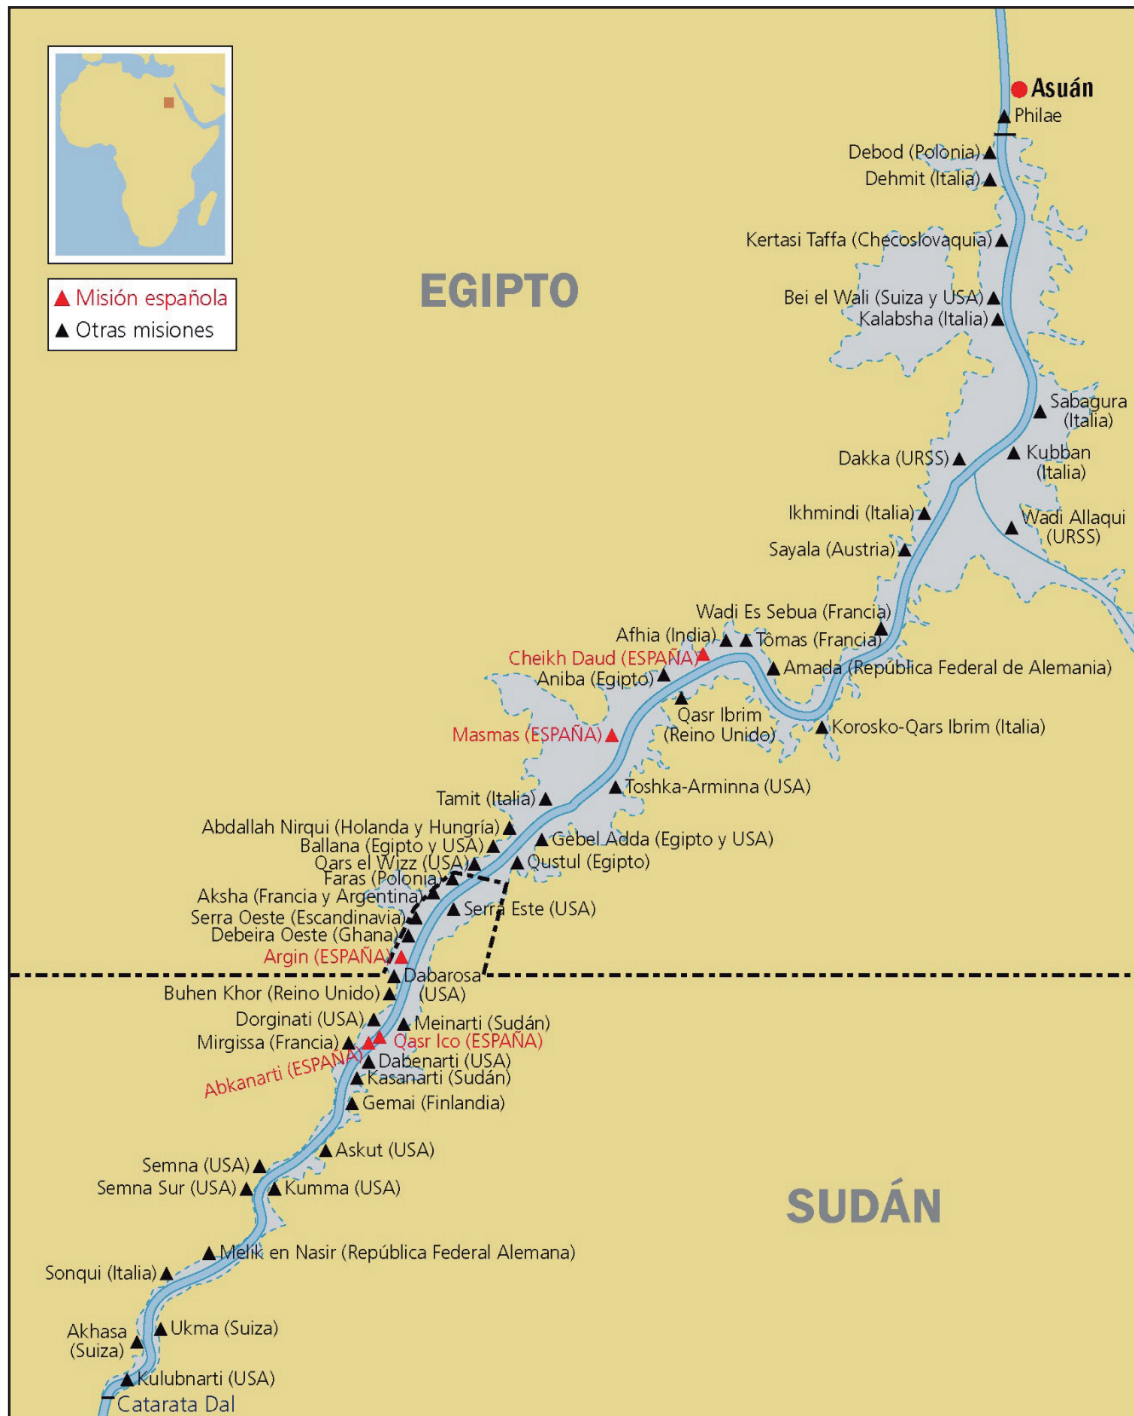 Asuán
Philae
Debod (Polonia)
Dehmit (Italia)
Kertasi Taffa (Checoslovaquia)
EGIPTO
▲ Misión española
▲ Otras misiones
Bei el Wali (Suiza y USA)
Kalabsha (Italia)
Sabagura
(Italia)
Dakka (URSS)
Kubban
(Italia)
Ikhmindi (Italia)
Wadi Allaqui
(URSS)
Sayala (Austria)
Wadi Es Sebua (Francia)
Afhia (India)
Tômas (Francia)
Cheikh Daud (ESPAÑA)
Amada (República Federal de Alemania)
Aniba (Egipto)
Qasr Ibrim
(Reino Unido)
Korosko-Qars Ibrim (Italia)
Masmas (ESPAÑA)
Toshka-Arminna (USA)
Tamit (Italia)
Abdallah Nirqui (Holanda y Hungría)
Gebel Adda (Egipto y USA)
Ballana (Egipto y USA)
Qars el Wizz (USA)
Qustul (Egipto)
Faras (Polonia)
Aksha (Francia y Argentina)
Serra Este (USA)
Serra Oeste (Escandinavia)
Debeira Oeste (Ghana)
Argin (ESPAÑA)
Dabarosa
(USA)
Buhen Khor (Reino Unido)
Dorginati (USA)
Meinarti (Sudán)
Mirgissa (Francia)
Qasr Ico (ESPAÑA)
Abkanarti (ESPAÑA)
Dabenarti (USA)
Kasanarti (Sudán)
Gemai (Finlandia)
Askut (USA)
Semna (USA)
Semna Sur (USA)
Kumma (USA)
SUDÁN
Melik en Nasir (República Federal Alemana)
Sonqui (Italia)
Ukma (Suiza)
Akhasa
(Suiza)
Kulubnarti (USA)
Catarata Dal